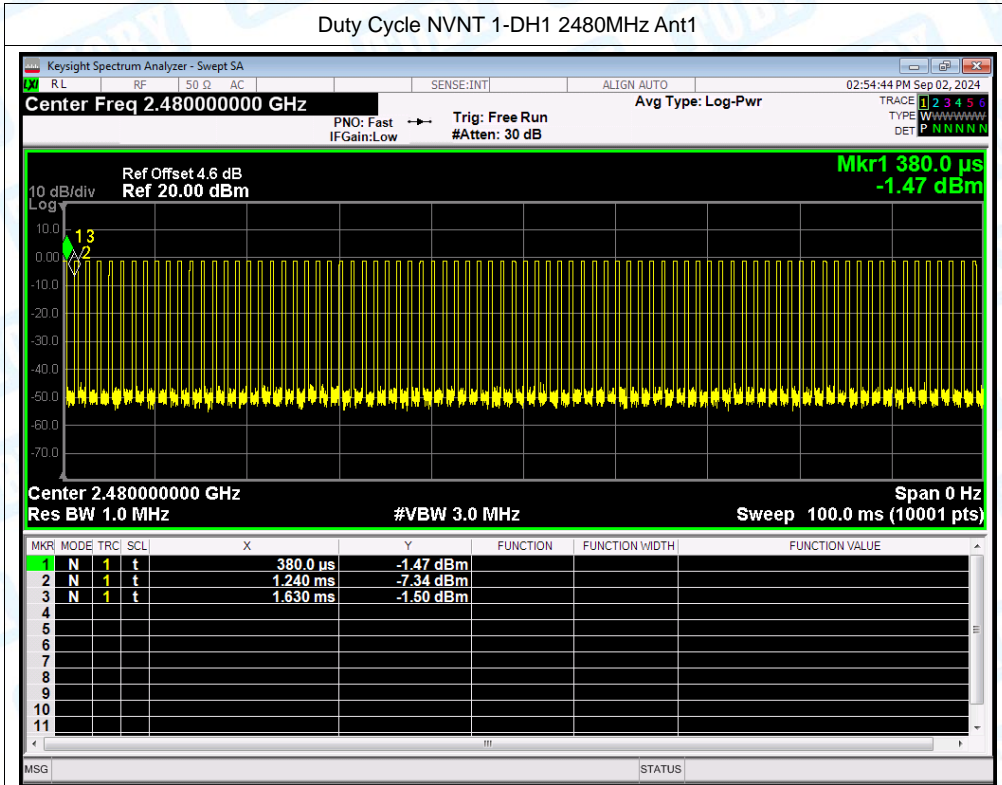 Duty Cycle NVNT 1-DH1 2480MHz Ant1
Keysight Spectrum Analyzer - Swept SA
LXI RL RF 50 Ω AC SENSE:INT ALIGN AUTO 02:54:44 PM Sep 02, 2024
Center Freq 2.480000000 GHz Avg Type: Log-Pwr TRACE 1 2 3 4 5 6
PNO: Fast Trig: Free Run TYPE WWWWWWW
IFGain:Low #Atten: 30 dB DET P N N N N N
Mkr1 380.0 µs
Ref Offset 4.6 dB -1.47 dBm
10 dB/div Ref 20.00 dBm
Log
10.0
1 3
2
0.00
-10.0
-20.0
-30.0
-40.0
-50.0
-60.0
-70.0
Center 2.480000000 GHz Span 0 Hz
Res BW 1.0 MHz #VBW 3.0 MHz Sweep 100.0 ms (10001 pts)
MKR MODE TRC SCL X Y FUNCTION FUNCTION WIDTH FUNCTION VALUE
1 N 1 t 380.0 µs -1.47 dBm
2 N 1 t 1.240 ms -7.34 dBm
3 N 1 t 1.630 ms -1.50 dBm
4
5
6
7
8
9
10
11
MSG STATUS